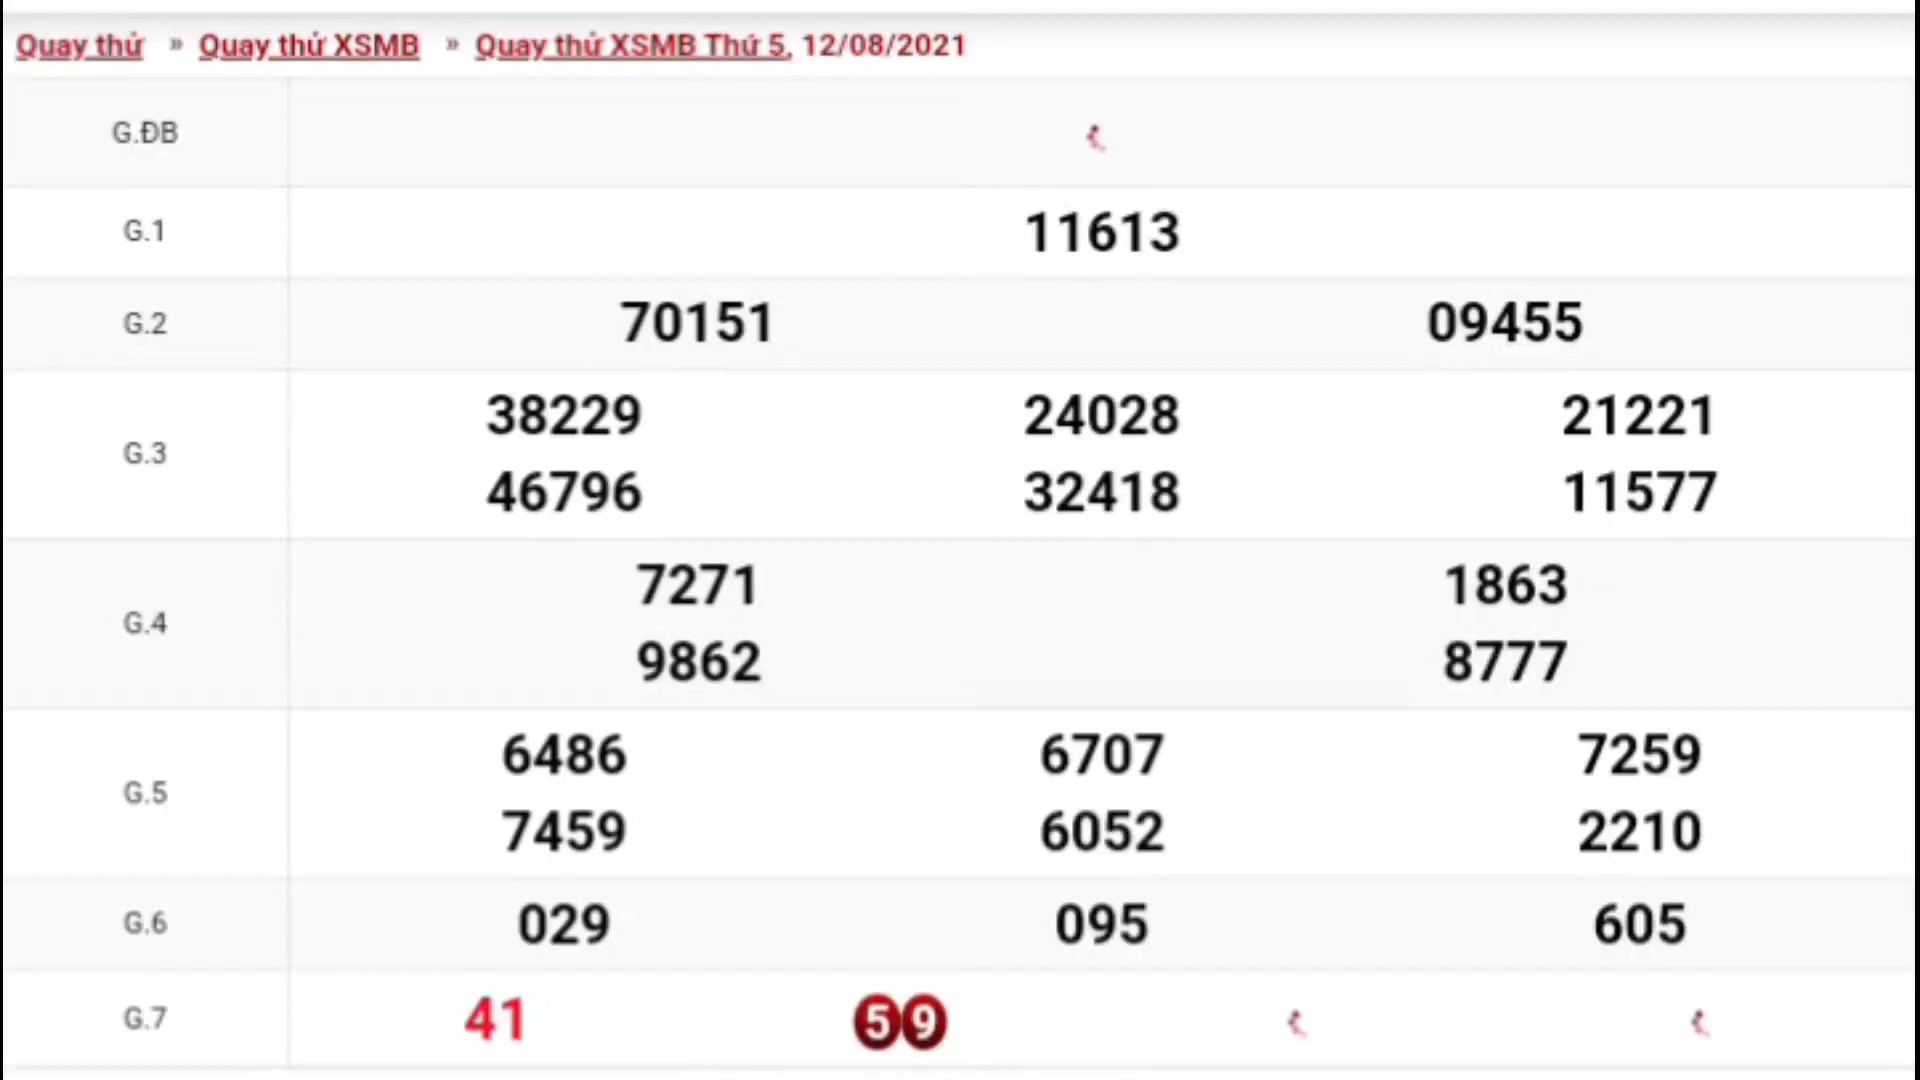 Quay thử » Quay thử XSMB » Quay thử XSMB Thứ 5, 12/08/2021
G.ĐB
G.1 11613
G.2 70151 09455
G.3 38229 24028 21221
46796 32418 11577
G.4 7271 1863
9862 8777
G.5 6486 6707 7259
7459 6052 2210
G.6 029 095 605
G.7 41 59